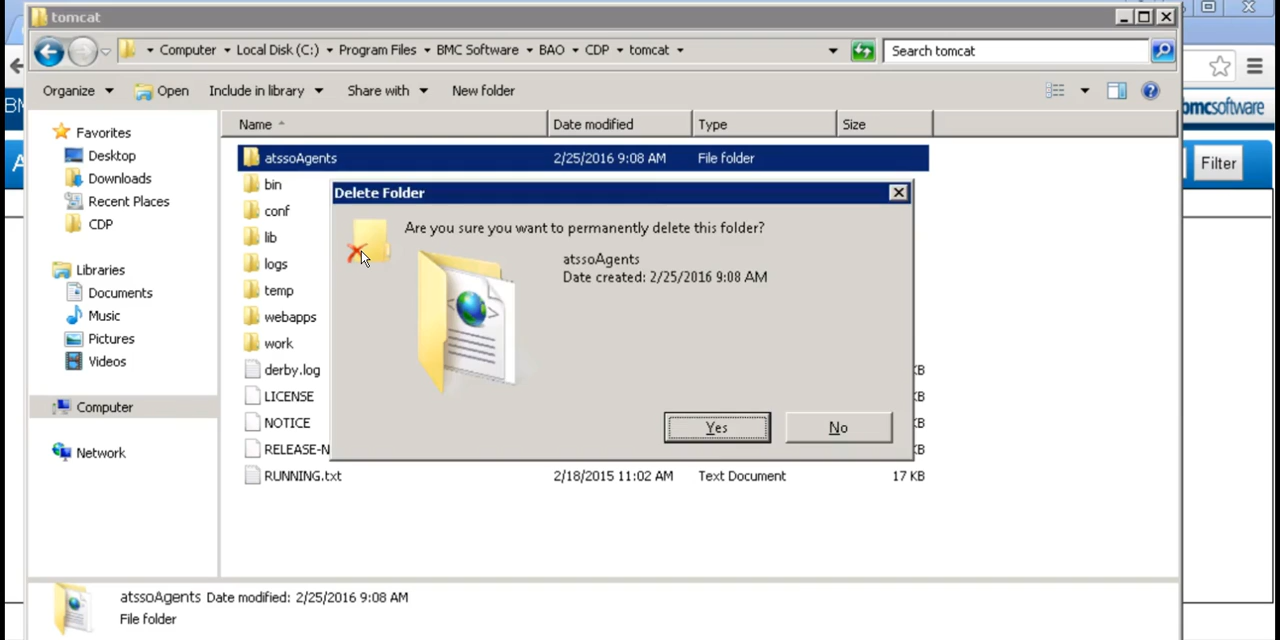 tomcat
Computer Local Disk (C:) Program Files BMC Software BAO CDP tomcat
Search tomcat
Organize Open Include in library Share with New folder
BM
bmcsoftware
A
Filter
Name Date modified Type Size
Favorites
Desktop
Downloads
Recent Places
CDP
Libraries
Documents
Music
Pictures
Videos
Computer
Network
atssoAgents 2/25/2016 9:08 AM File folder
bin
conf
lib
logs
temp
webapps
work
derby.log KB
LICENSE KB
NOTICE KB
RELEASE-N KB
RUNNING.txt 2/18/2015 11:02 AM Text Document 17 KB
Delete Folder
Are you sure you want to permanently delete this folder?
atssoAgents
Date created: 2/25/2016 9:08 AM
Yes No
atssoAgents Date modified: 2/25/2016 9:08 AM
File folder